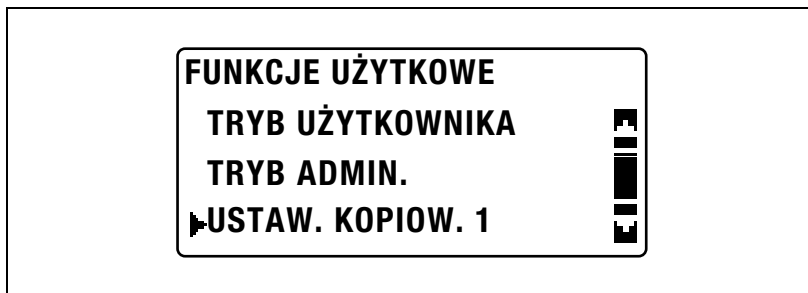 FUNKCJE UŻYTKOWE
TRYB UŻYTKOWNIKA
TRYB ADMIN.
USTAW. KOPIOW. 1